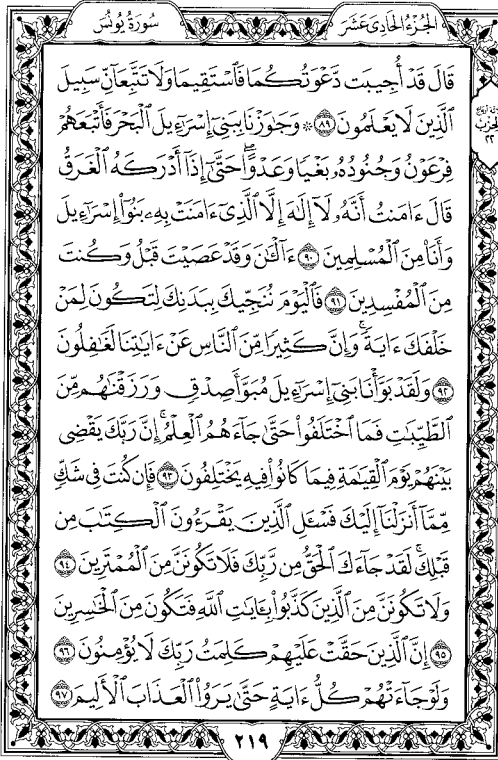 الجزء الحادى عشر
سورة يونس
قَالَ قَدْ أُجِيبَت دَّعْوَتُكُمَا فَٱسْتَقِيمَا وَلَا تَتَّبِعَآنِّ سَبِيلَ
ٱلَّذِينَ لَا يَعْلَمُونَ ٨٩ ۞ وَجَٰوَزْنَا بِبَنِىٓ إِسْرَٰٓءِيلَ ٱلْبَحْرَ فَأَتْبَعَهُمْ
فِرْعَوْنُ وَجُنُودُهُۥ بَغْيًا وَعَدْوًا ۖ حَتَّىٰٓ إِذَآ أَدْرَكَهُ ٱلْغَرَقُ
قَالَ ءَامَنتُ أَنَّهُۥ لَآ إِلَٰهَ إِلَّا ٱلَّذِىٓ ءَامَنَتْ بِهِۦ بَنُوٓا۟ إِسْرَٰٓءِيلَ
وَأَنَا۠ مِنَ ٱلْمُسْلِمِينَ ٩٠ ءَآلْـَٰٔنَ وَقَدْ عَصَيْتَ قَبْلُ وَكُنتَ
مِنَ ٱلْمُفْسِدِينَ ٩١ فَٱلْيَوْمَ نُنَجِّيكَ بِبَدَنِكَ لِتَكُونَ لِمَنْ
خَلْفَكَ ءَايَةً ۚ وَإِنَّ كَثِيرًا مِّنَ ٱلنَّاسِ عَنْ ءَايَٰتِنَا لَغَٰفِلُونَ
٩٢ وَلَقَدْ بَوَّأْنَا بَنِىٓ إِسْرَٰٓءِيلَ مُبَوَّأَ صِدْقٍ وَرَزَقْنَٰهُم مِّنَ
ٱلطَّيِّبَٰتِ فَمَا ٱخْتَلَفُوا۟ حَتَّىٰ جَآءَهُمُ ٱلْعِلْمُ ۚ إِنَّ رَبَّكَ يَقْضِى
بَيْنَهُمْ يَوْمَ ٱلْقِيَٰمَةِ فِيمَا كَانُوا۟ فِيهِ يَخْتَلِفُونَ ٩٣ فَإِن كُنتَ فِى شَكٍّ
مِّمَّآ أَنزَلْنَآ إِلَيْكَ فَسْـَٔلِ ٱلَّذِينَ يَقْرَءُونَ ٱلْكِتَٰبَ مِن
قَبْلِكَ ۚ لَقَدْ جَآءَكَ ٱلْحَقُّ مِن رَّبِّكَ فَلَا تَكُونَنَّ مِنَ ٱلْمُمْتَرِينَ ٩٤
وَلَا تَكُونَنَّ مِنَ ٱلَّذِينَ كَذَّبُوا۟ بِـَٔايَٰتِ ٱللَّهِ فَتَكُونَ مِنَ ٱلْخَٰسِرِينَ
٩٥ إِنَّ ٱلَّذِينَ حَقَّتْ عَلَيْهِمْ كَلِمَتُ رَبِّكَ لَا يُؤْمِنُونَ ٩٦
وَلَوْ جَآءَتْهُمْ كُلُّ ءَايَةٍ حَتَّىٰ يَرَوُا۟ ٱلْعَذَابَ ٱلْأَلِيمَ ٩٧
٢١٩